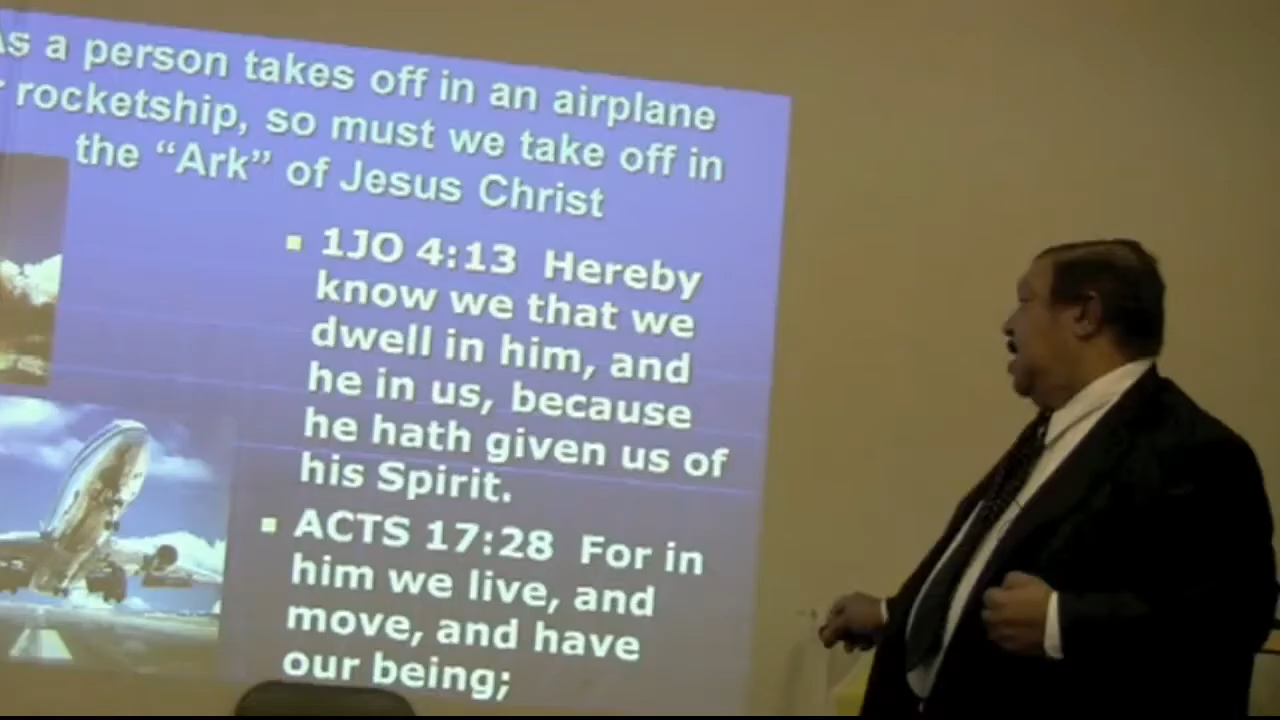 As a person takes off in an airplane
r rocketship, so must we take off in
the “Ark” of Jesus Christ
1JO 4:13 Hereby
know we that we
dwell in him, and
he in us, because
he hath given us of
his Spirit.
ACTS 17:28 For in
him we live, and
move, and have
our being;